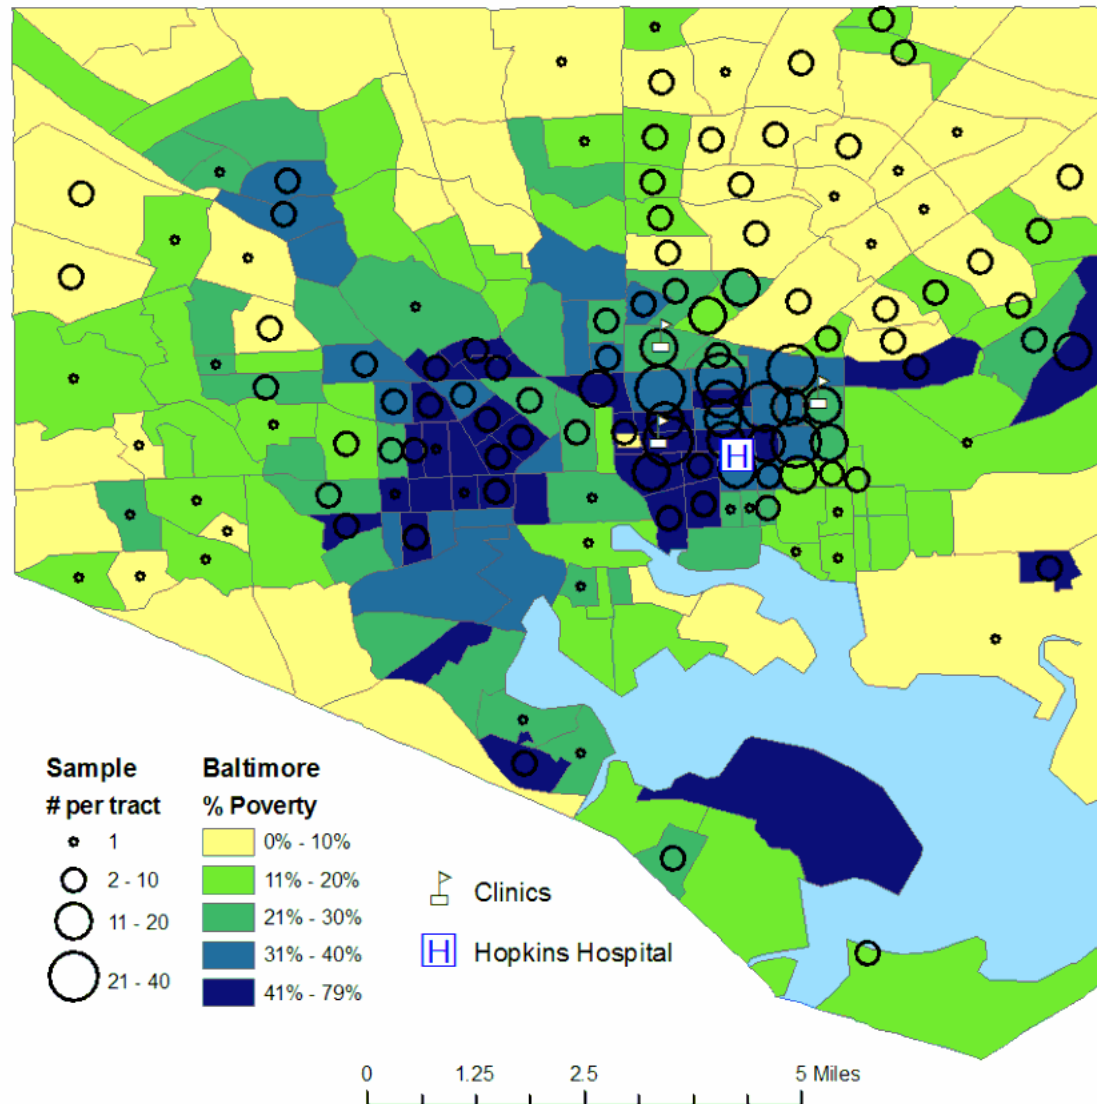 Sample
# per tract
1
2 - 10
11 - 20
21 - 40
Baltimore
% Poverty
0% - 10%
11% - 20%
21% - 30%
31% - 40%
41% - 79%
Clinics
H Hopkins Hospital
H
0 1.25 2.5 5 Miles